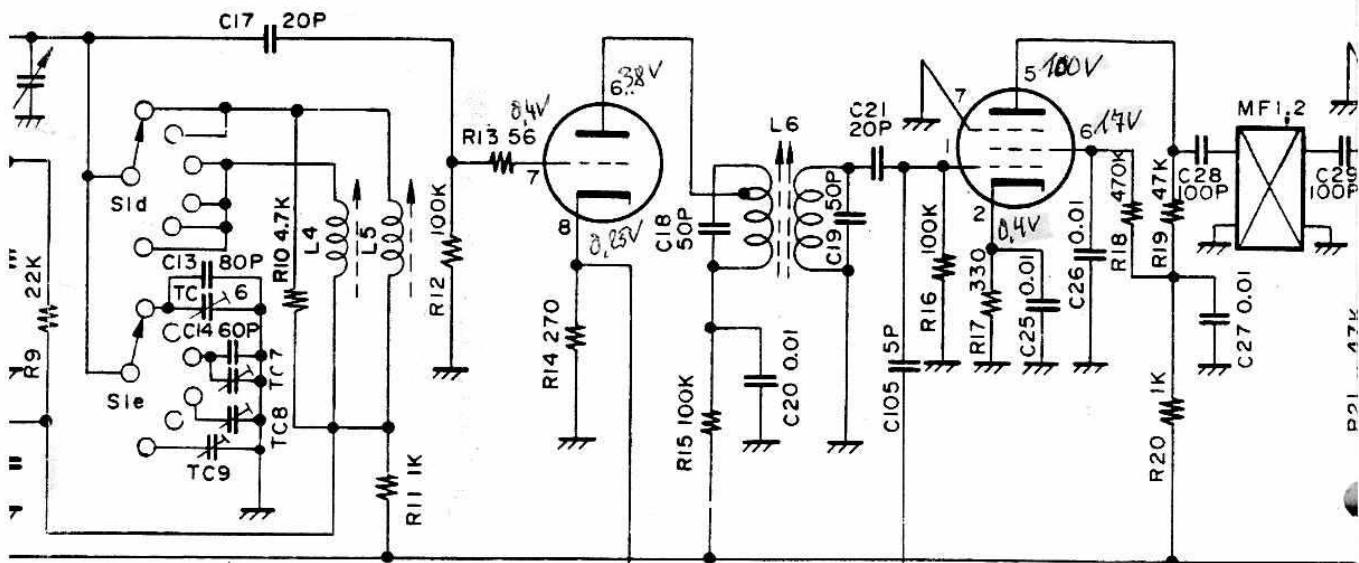 C17 20P
6
38V
5
100V
7
0,4V
R13 56
7
8
0,25V
C21
20P
L6
1
6
17V
MF1.2
C28
100P
100P
S1d
R10 4.7K
L4
L5
R12 100K
C18 50P
C19 50P
2
0,4V
R16 100K
R17 330
C25 0.01
C26 0.01
R18 470K
R19 47K
C27 0.01
C13 80P
TC 6
C14 60P
TC7
TC8
TC9
S1e
R9 22K
R11 1K
R14 270
R15 100K
C20 0.01
C105 5P
R20 1K